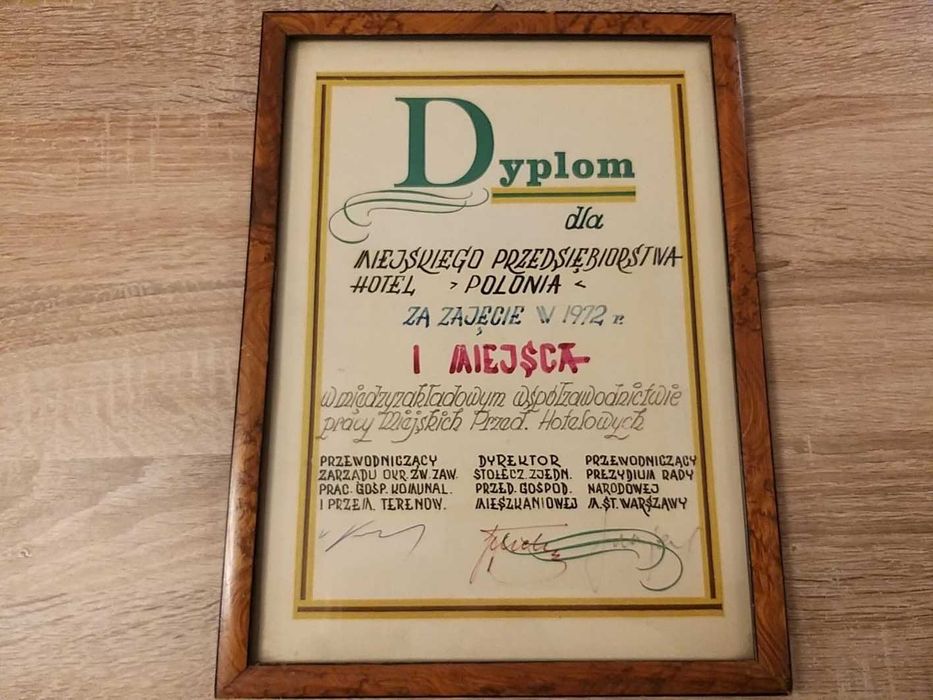 Dyplom
dla
MIEJSKIEGO PRZEDSIĘBIORSTWA
HOTEL > POLONIA <
ZA ZAJĘCIE W 1972 r.
I MIEJSCA
w międzyzakładowym współzawodnictwie
pracy Miejskich Przed. Hotelowych
PRZEWODNICZĄCY
ZARZĄDU OKR. ZW. ZAW.
PRAC. GOSP. KOMUNAL.
I PRZEM. TERENOW.
DYREKTOR
STOŁECZ. ZJEDN.
PRZED. GOSPOD.
MIESZKANIOWEJ
PRZEWODNICZĄCY
PREZYDIUM RADY
NARODOWEJ
M. ST. WARSZAWY